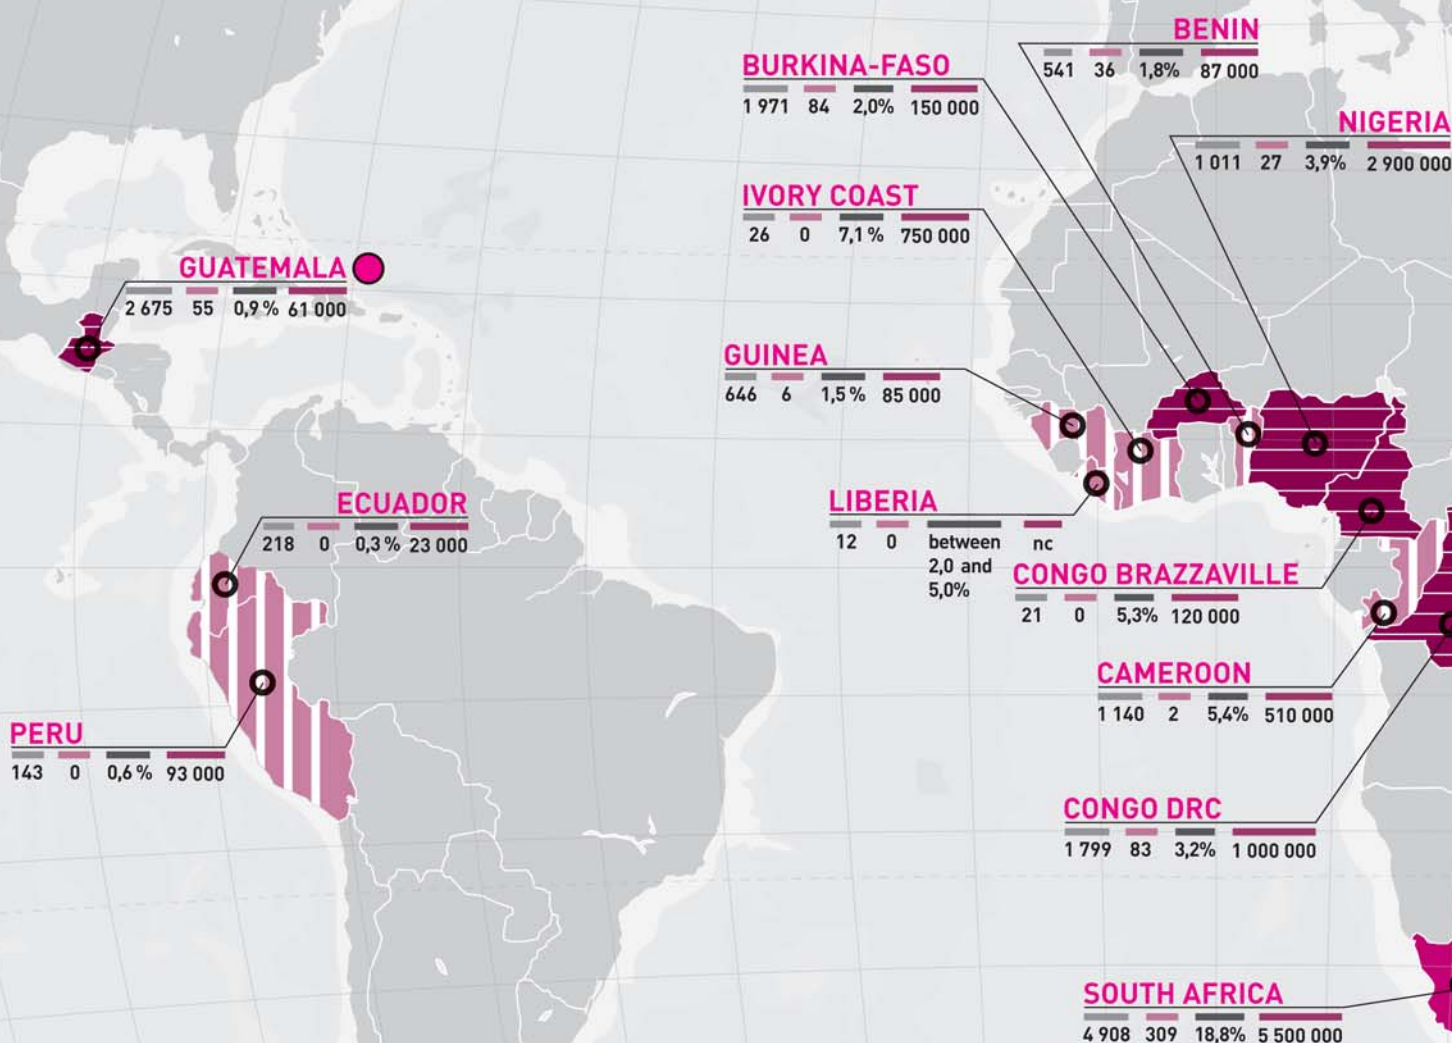 BENIN
541 36 1,8% 87 000
BURKINA-FASO
1 971 84 2,0% 150 000
NIGERIA
1 011 27 3,9% 2 900 000
IVORY COAST
26 0 7,1 % 750 000
GUATEMALA
2 675 55 0,9 % 61 000
GUINEA
646 6 1,5 % 85 000
LIBERIA
12 0 between nc
2,0 and
5,0%
ECUADOR
218 0 0,3 % 23 000
CONGO BRAZZAVILLE
21 0 5,3% 120 000
CAMEROON
1 140 2 5,4% 510 000
PERU
143 0 0,6 % 93 000
CONGO DRC
1 799 83 3,2% 1 000 000
SOUTH AFRICA
4 908 309 18,8% 5 500 000